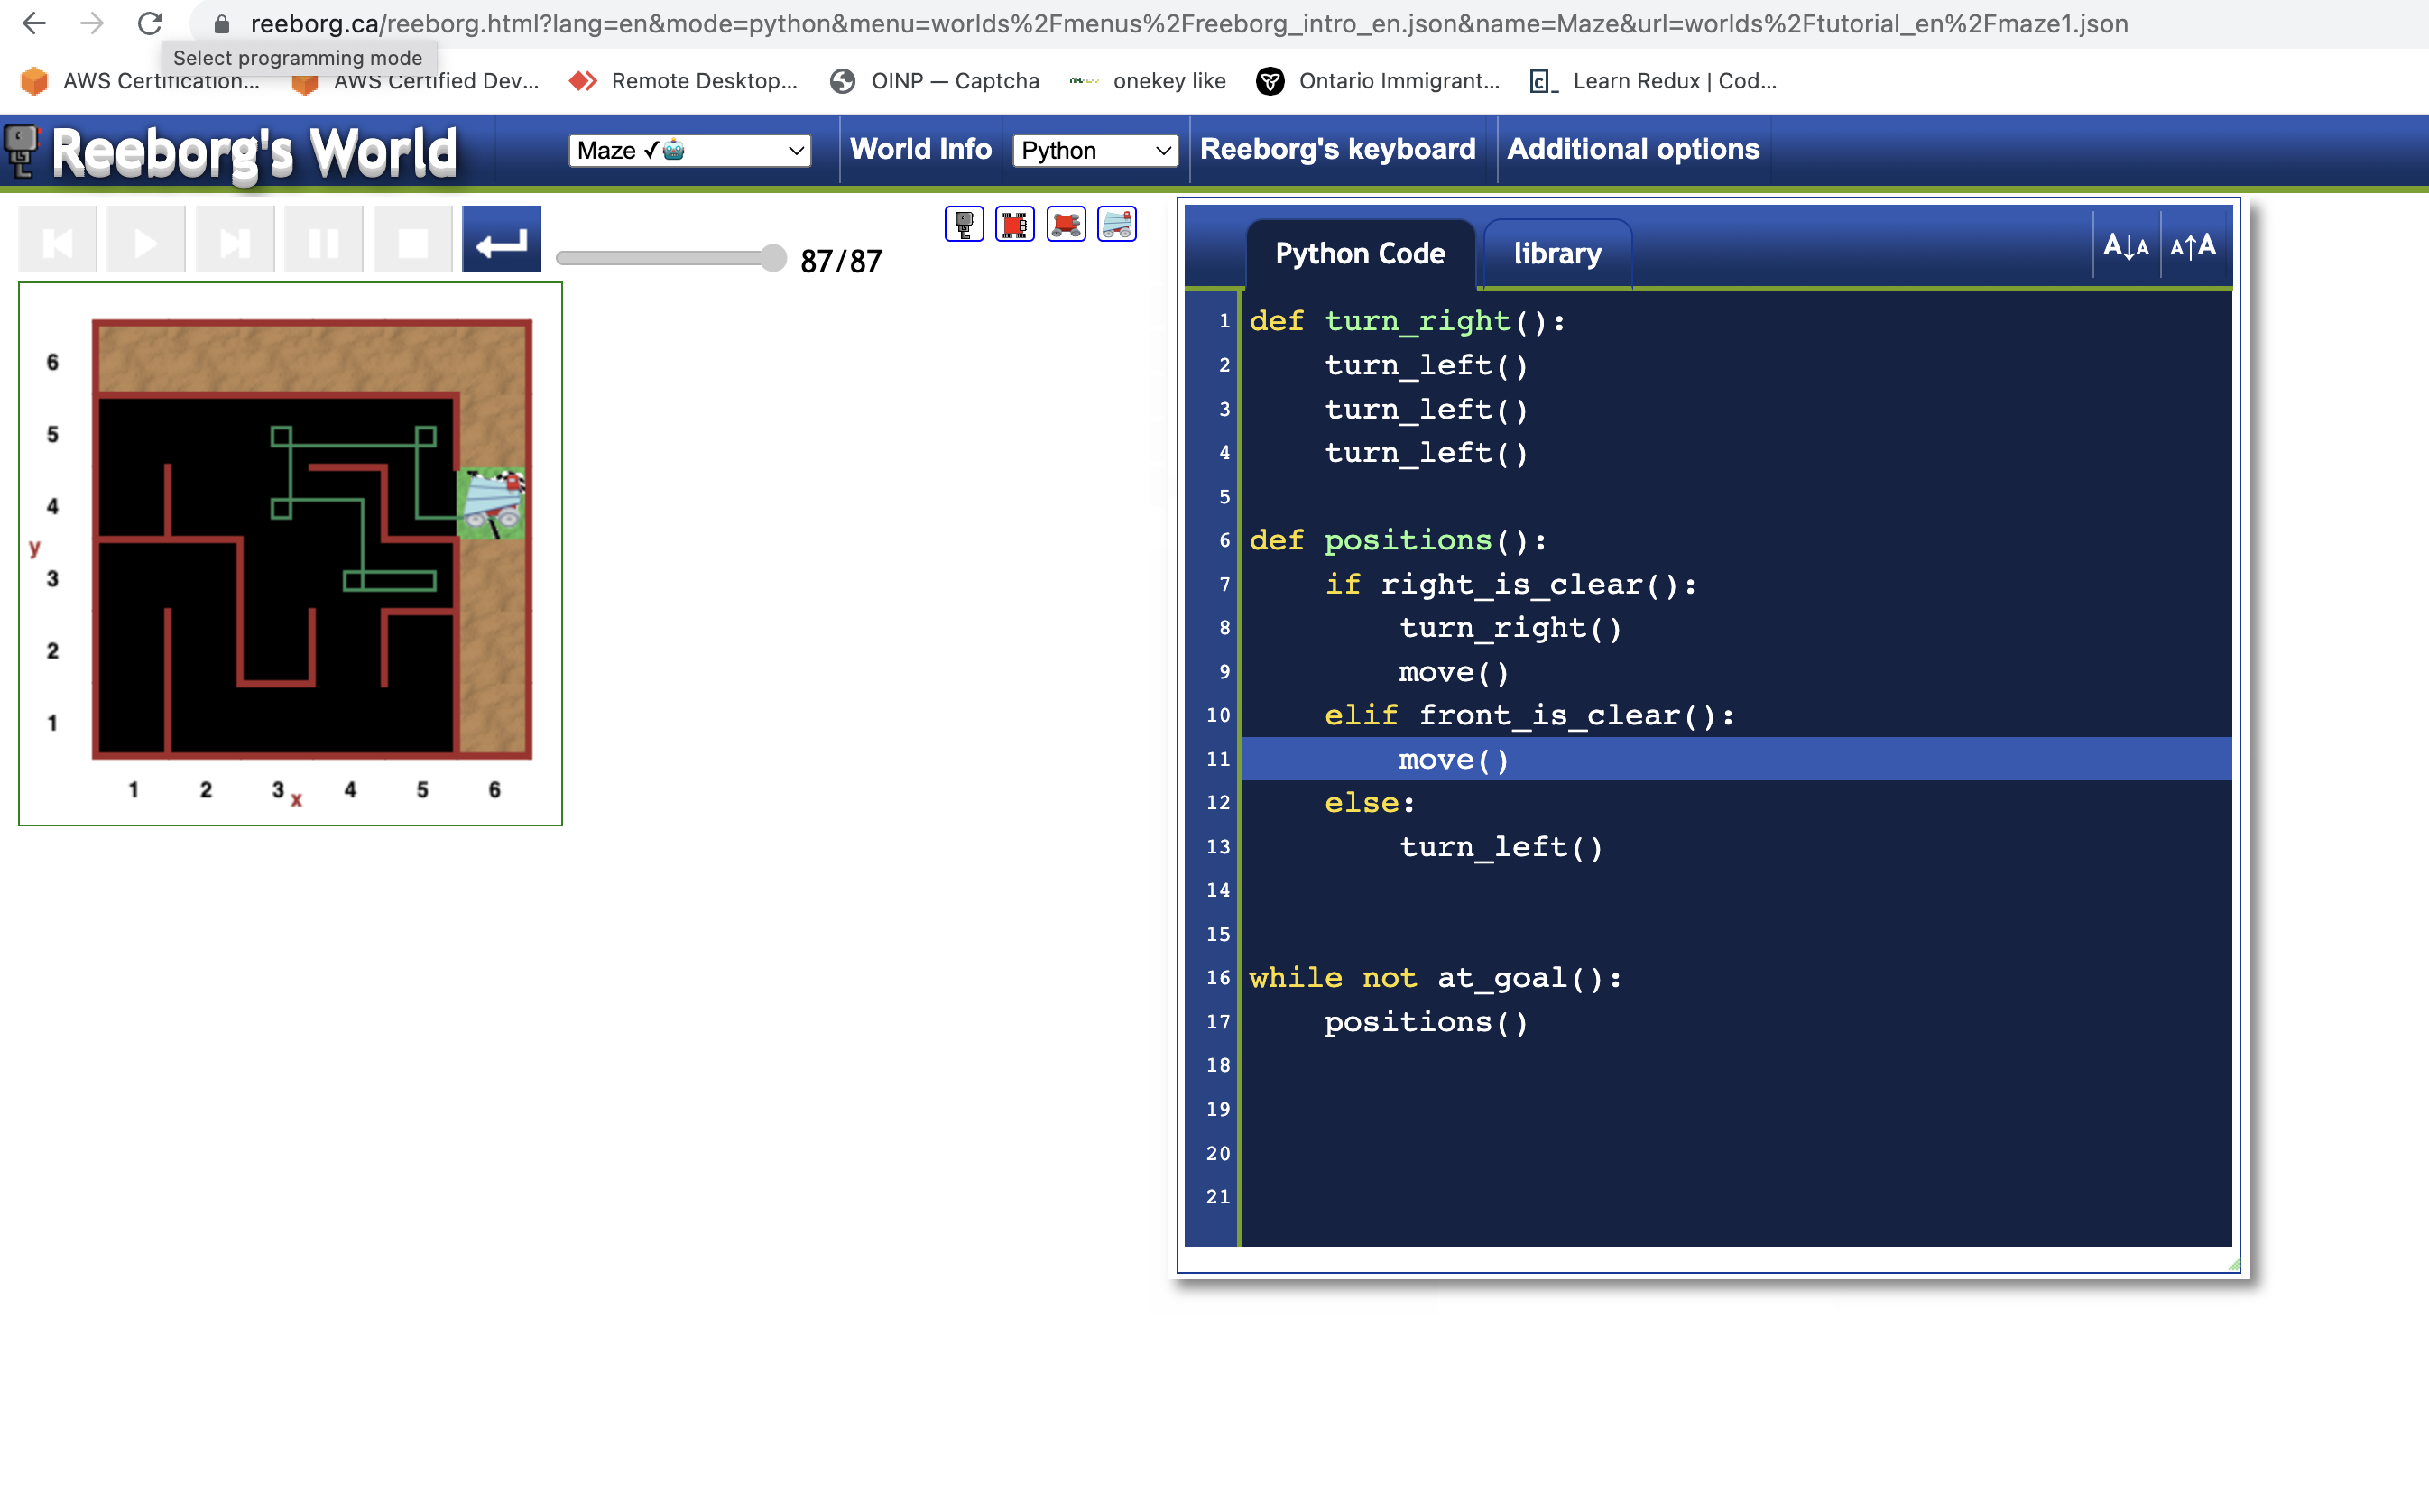 reeborg.ca/reeborg.html?lang=en&mode=python&menu=worlds%2Fmenus%2Freeborg_intro_en.json&name=Maze&url=worlds%2Ftutorial_en%2Fmaze1.json
Select programming mode
AWS Certification... AWS Certified Dev... Remote Desktop... OINP — Captcha onekey like Ontario Immigrant... Learn Redux | Cod...
Reeborg's World Maze ✓🤖 World Info Python Reeborg's keyboard Additional options
87/87
Python Code library A↓A A↑A
6
5
4
y
3
2
1
1 2 3 x 4 5 6
1 def turn_right():
2     turn_left()
3     turn_left()
4     turn_left()
5
6 def positions():
7     if right_is_clear():
8         turn_right()
9         move()
10     elif front_is_clear():
11         move()
12     else:
13         turn_left()
14
15
16 while not at_goal():
17     positions()
18
19
20
21